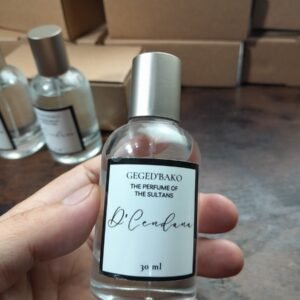 GEGED'BAKO
THE PERFUME OF
THE SULTANS
D'Cendana
30 ml